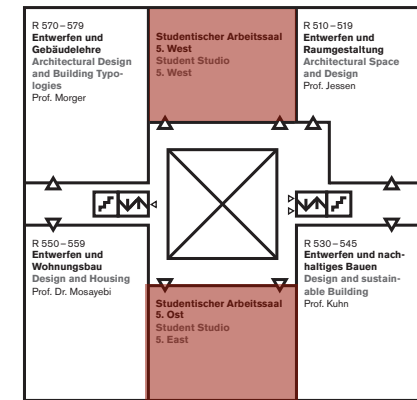 R 570–579
Entwerfen und
Gebäudelehre
Architectural Design
and Building Typo-
logies
Prof. Morger
Studentischer Arbeitssaal
5. West
Student Studio
5. West
R 510–519
Entwerfen und
Raumgestaltung
Architectural Space
and Design
Prof. Jessen
R 550–559
Entwerfen und
Wohnungsbau
Design and Housing
Prof. Dr. Mosayebi
Studentischer Arbeitssaal
5. Ost
Student Studio
5. East
R 530–545
Entwerfen und nach-
haltiges Bauen
Design and sustain-
able Building
Prof. Kuhn